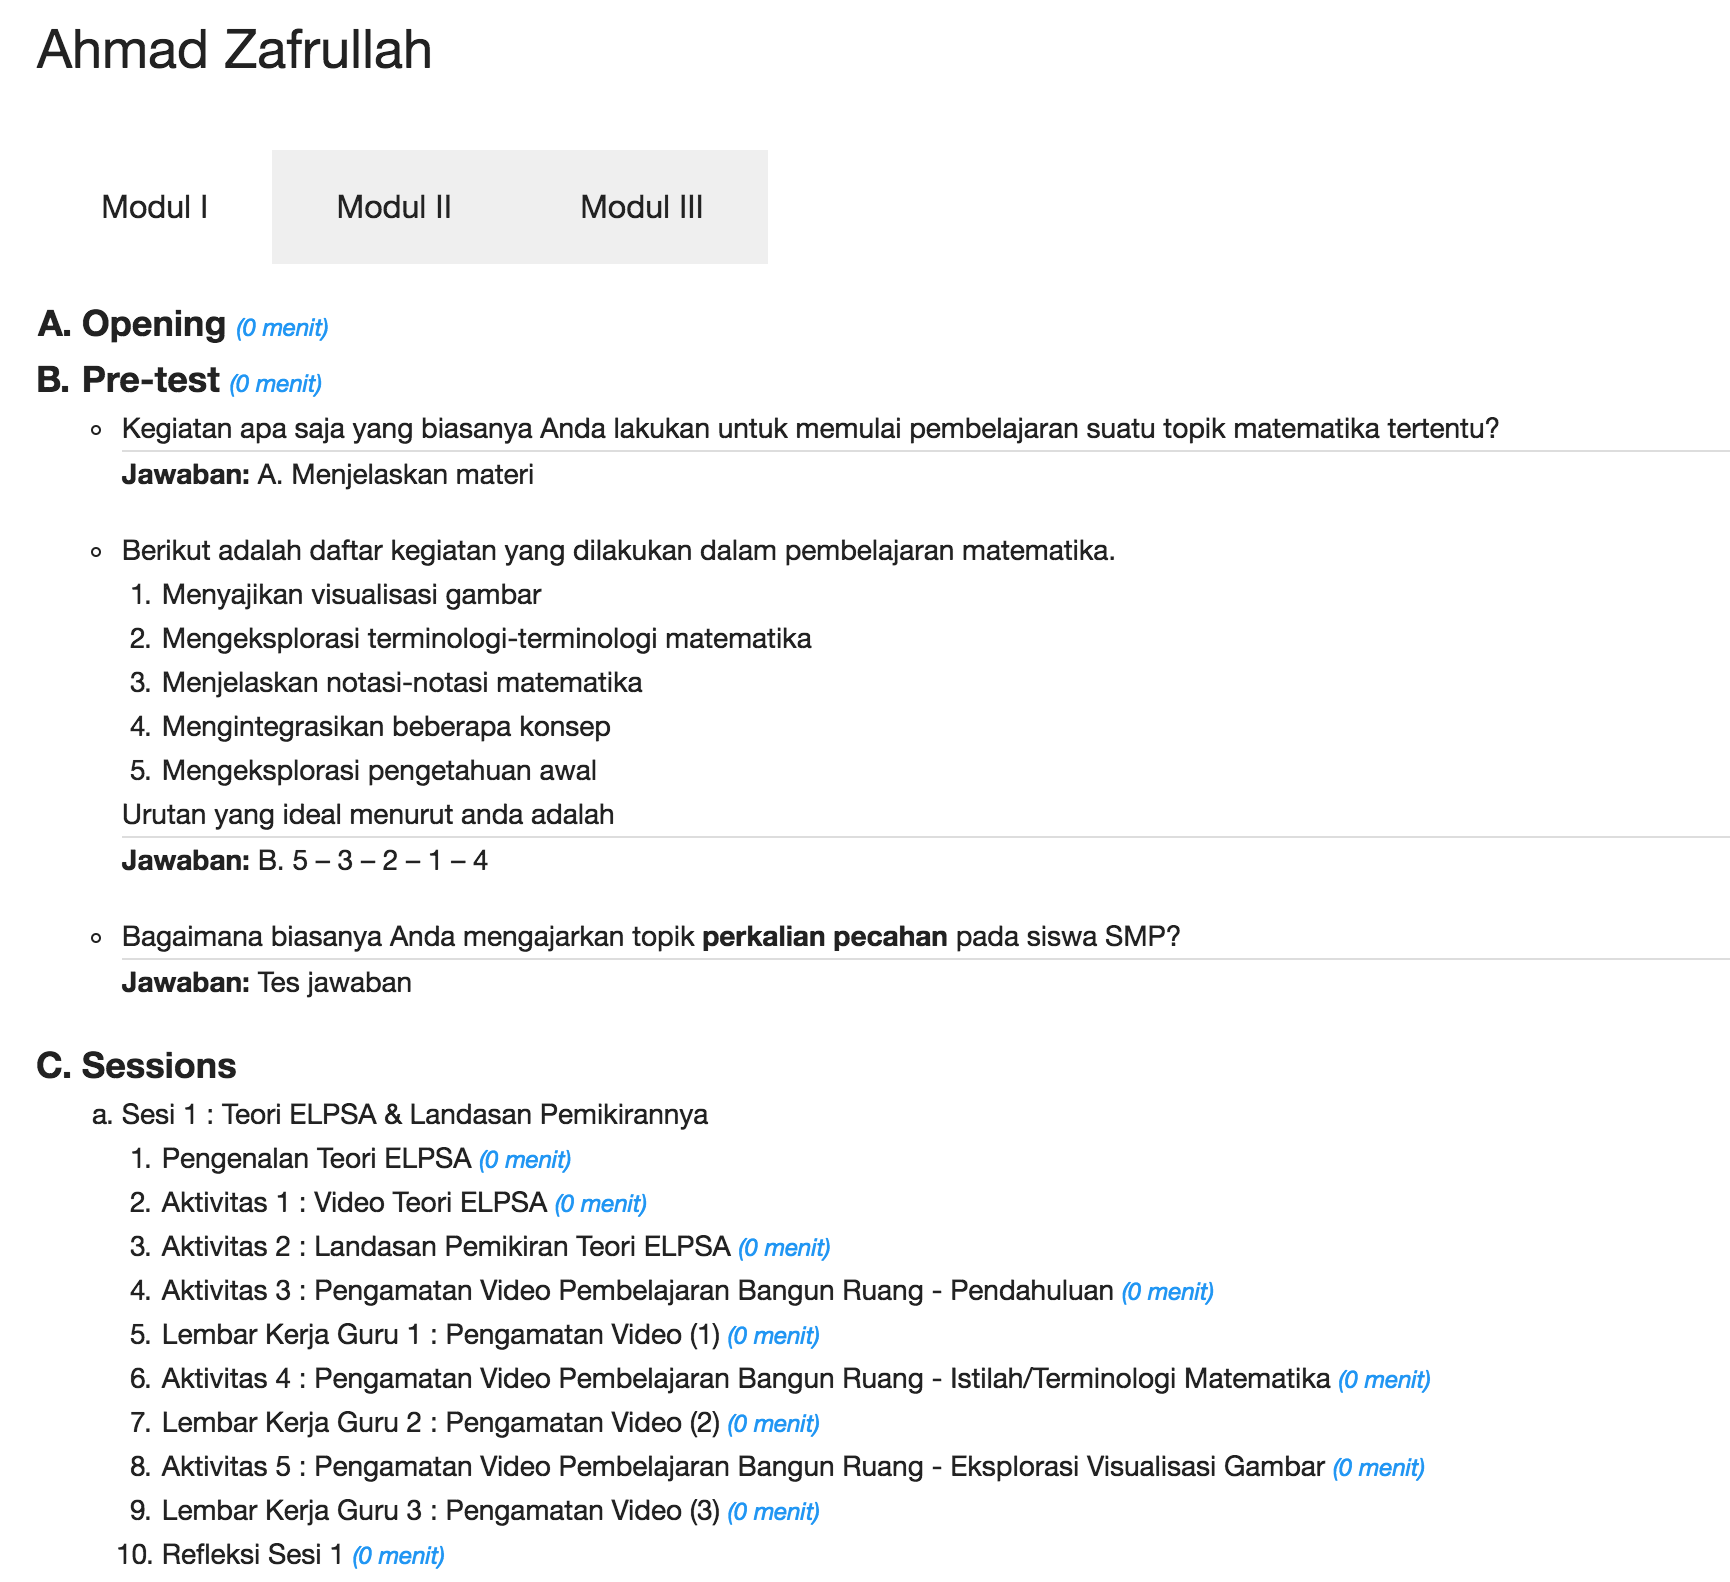 Ahmad Zafrullah
Modul I Modul II Modul III
A. Opening (0 menit)
B. Pre-test (0 menit)
Kegiatan apa saja yang biasanya Anda lakukan untuk memulai pembelajaran suatu topik matematika tertentu?
Jawaban: A. Menjelaskan materi
Berikut adalah daftar kegiatan yang dilakukan dalam pembelajaran matematika.
1. Menyajikan visualisasi gambar
2. Mengeksplorasi terminologi-terminologi matematika
3. Menjelaskan notasi-notasi matematika
4. Mengintegrasikan beberapa konsep
5. Mengeksplorasi pengetahuan awal
Urutan yang ideal menurut anda adalah
Jawaban: B. 5 – 3 – 2 – 1 – 4
Bagaimana biasanya Anda mengajarkan topik perkalian pecahan pada siswa SMP?
Jawaban: Tes jawaban
C. Sessions
a. Sesi 1 : Teori ELPSA & Landasan Pemikirannya
1. Pengenalan Teori ELPSA (0 menit)
2. Aktivitas 1 : Video Teori ELPSA (0 menit)
3. Aktivitas 2 : Landasan Pemikiran Teori ELPSA (0 menit)
4. Aktivitas 3 : Pengamatan Video Pembelajaran Bangun Ruang - Pendahuluan (0 menit)
5. Lembar Kerja Guru 1 : Pengamatan Video (1) (0 menit)
6. Aktivitas 4 : Pengamatan Video Pembelajaran Bangun Ruang - Istilah/Terminologi Matematika (0 menit)
7. Lembar Kerja Guru 2 : Pengamatan Video (2) (0 menit)
8. Aktivitas 5 : Pengamatan Video Pembelajaran Bangun Ruang - Eksplorasi Visualisasi Gambar (0 menit)
9. Lembar Kerja Guru 3 : Pengamatan Video (3) (0 menit)
10. Refleksi Sesi 1 (0 menit)